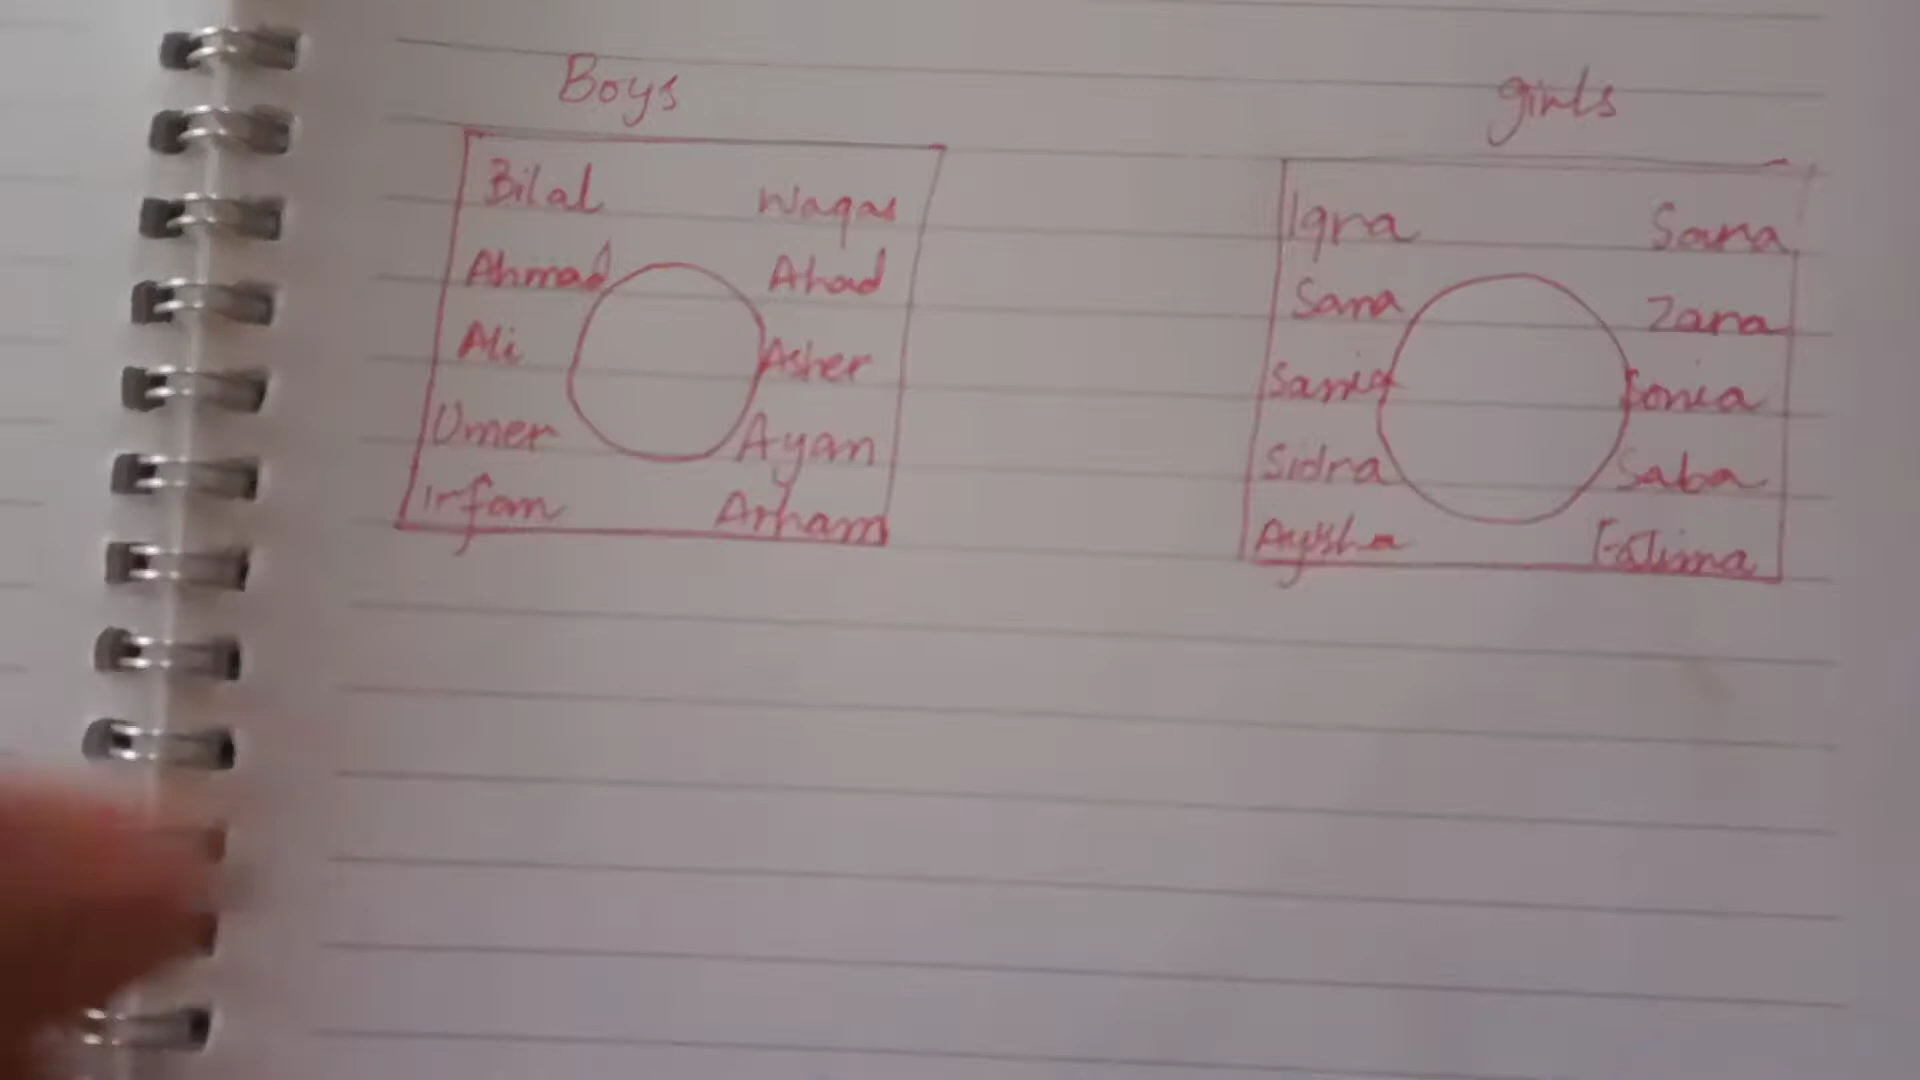 Boys
girls
Bilal Waqas
Ahmad Ahad
Ali Asher
Omer Ayan
Irfan Arham
Iqra Sana
Sana Zara
Sania Sonia
Sidra Saba
Ayesha Fatima